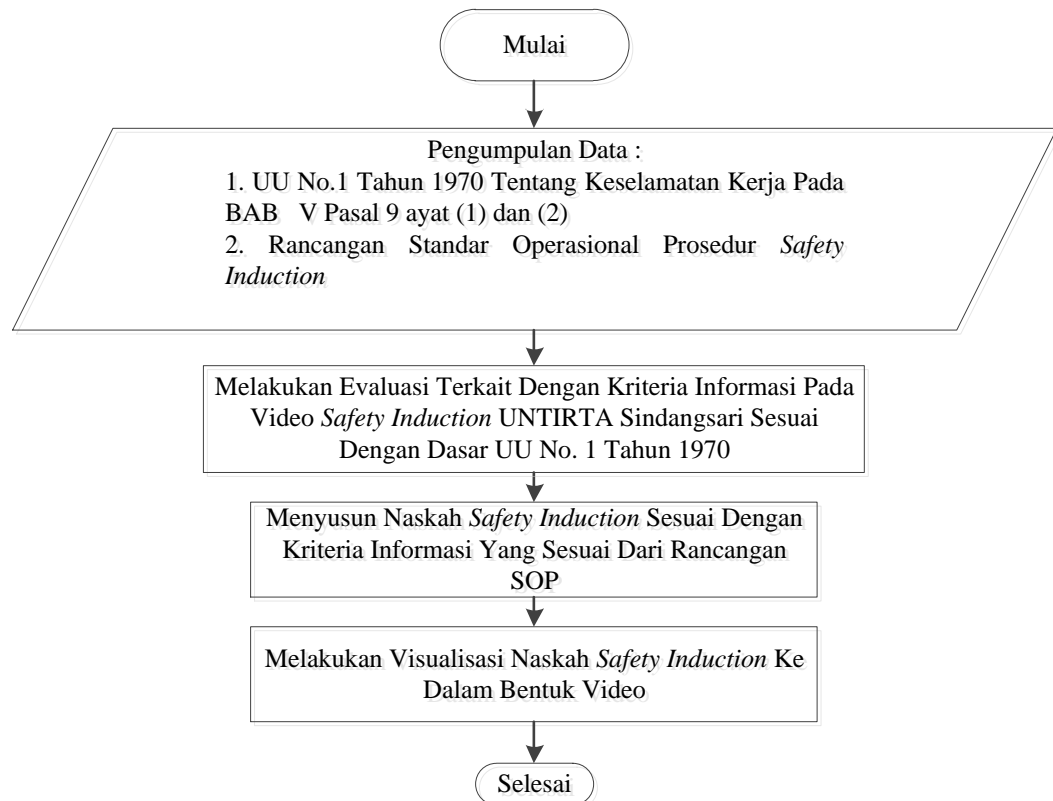 Mulai
Pengumpulan Data :
1. UU No.1 Tahun 1970 Tentang Keselamatan Kerja Pada
BAB V Pasal 9 ayat (1) dan (2)
2. Rancangan Standar Operasional Prosedur Safety
Induction
Melakukan Evaluasi Terkait Dengan Kriteria Informasi Pada
Video Safety Induction UNTIRTA Sindangsari Sesuai
Dengan Dasar UU No. 1 Tahun 1970
Menyusun Naskah Safety Induction Sesuai Dengan
Kriteria Informasi Yang Sesuai Dari Rancangan
SOP
Melakukan Visualisasi Naskah Safety Induction Ke
Dalam Bentuk Video
Selesai